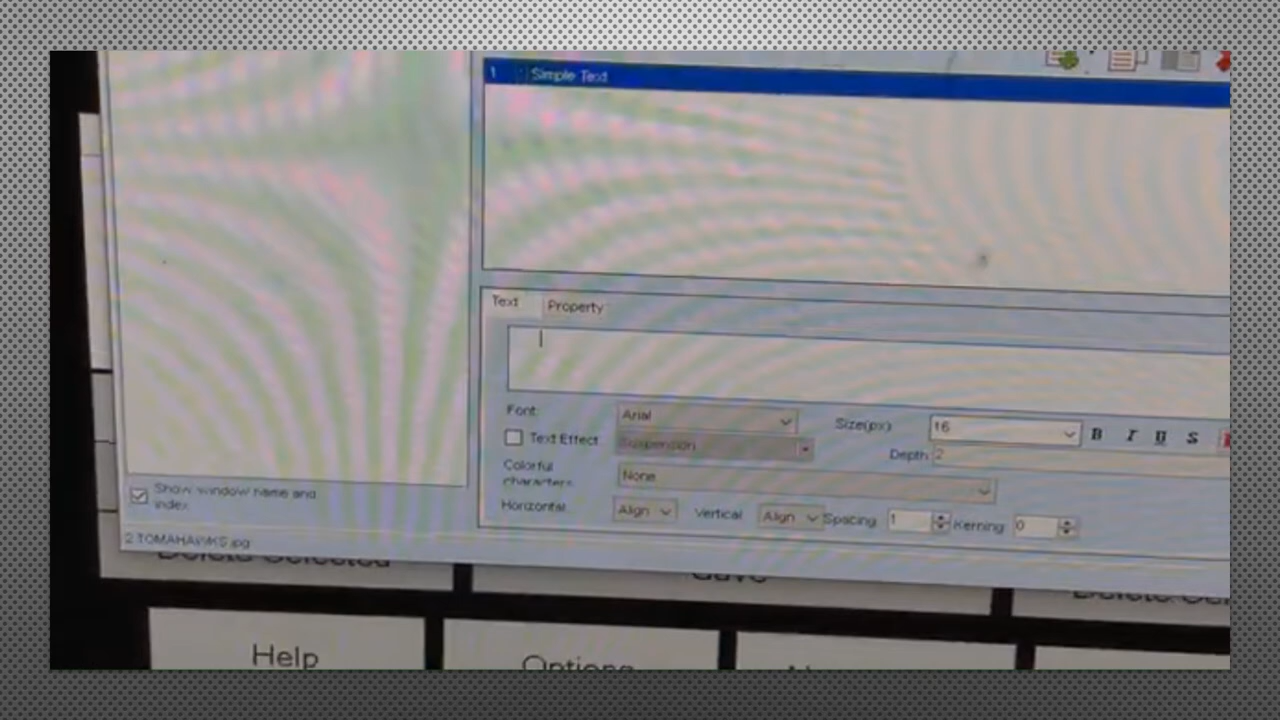 1 Simple Text
Text Property
Font: Arial Size(px): 16 B I U S
Text Effect Suspension Depth 2
Colorful characters None
Horizontal Align Vertical Align Spacing 1 Kerning 0
Show window name and
index
2.TOMAHAWKS.jpg
Delete Selected Save
Help Options